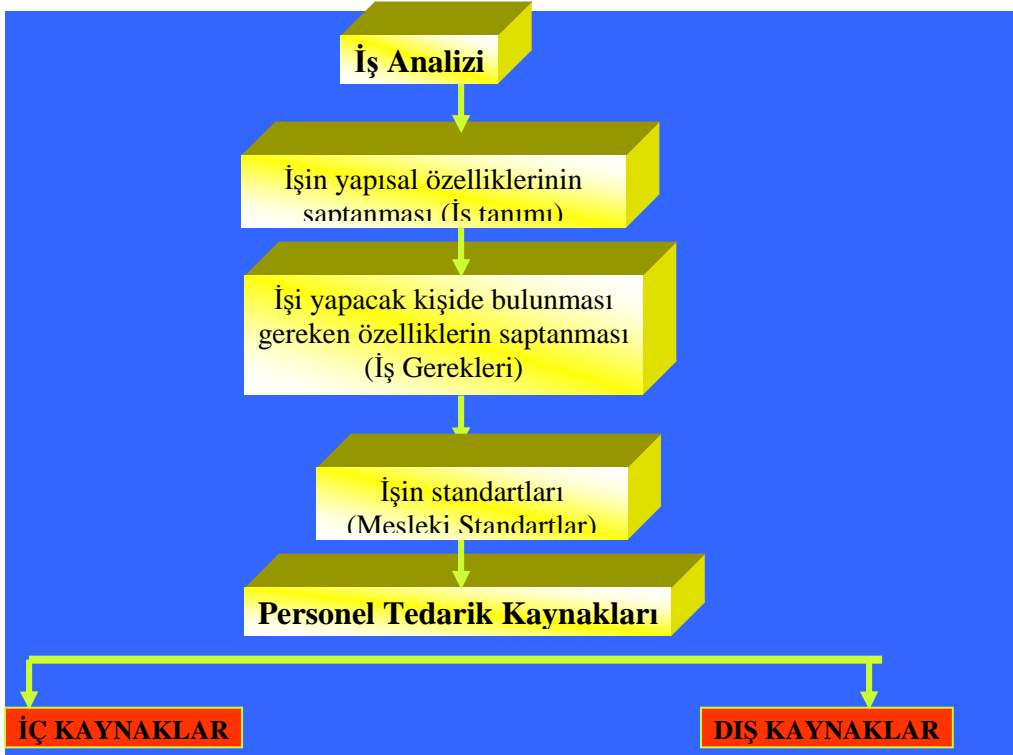 İş Analizi
İşin yapısal özelliklerinin
saptanması (İş tanımı)
İşi yapacak kişide bulunması
gereken özelliklerin saptanması
(İş Gerekleri)
İşin standartları
(Mesleki Standartlar)
Personel Tedarik Kaynakları
İÇ KAYNAKLAR
DIŞ KAYNAKLAR